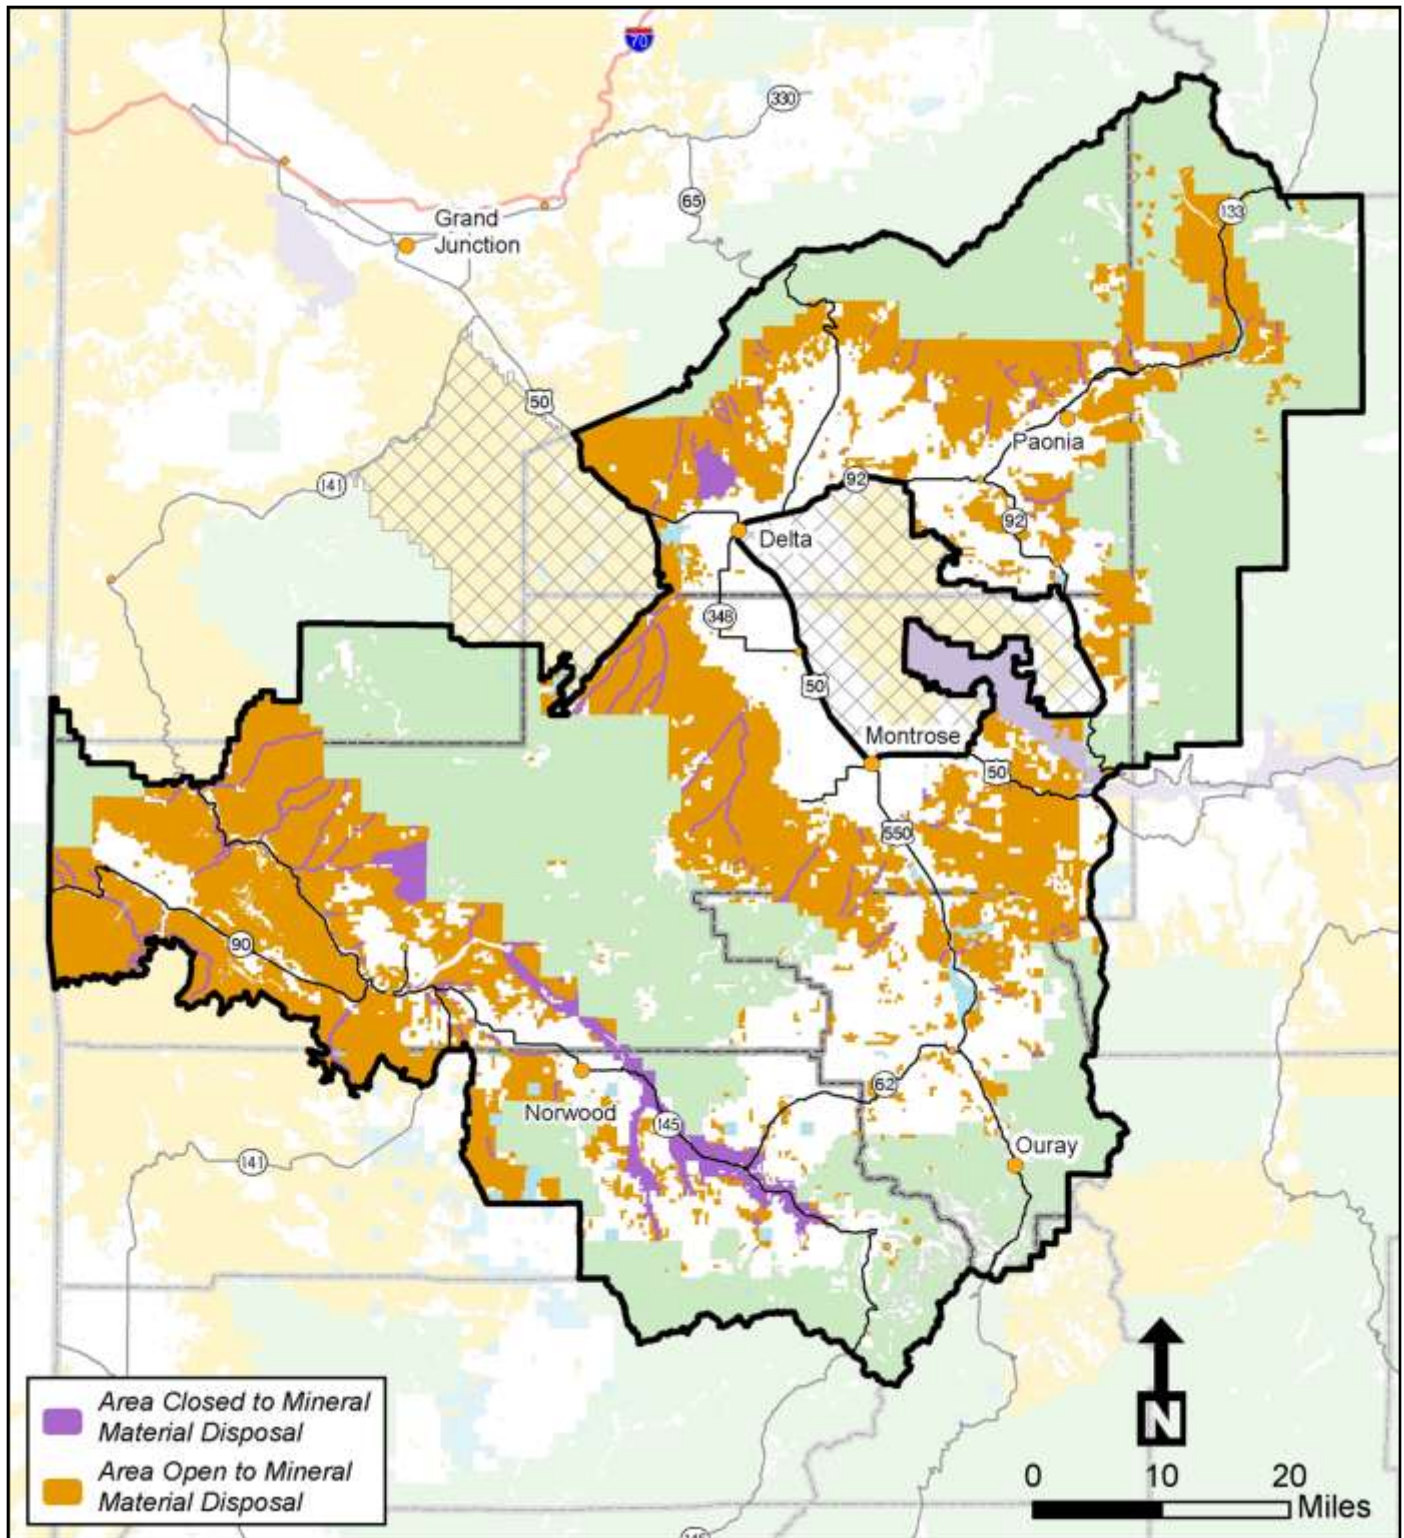 70
330
65
133
Grand
Junction
50
Paonia
141
92
92
Delta
348
50
Montrose
50
550
90
62
Norwood
145
Ouray
141
Area Closed to Mineral
Material Disposal
Area Open to Mineral
Material Disposal
N
0 10 20
Miles